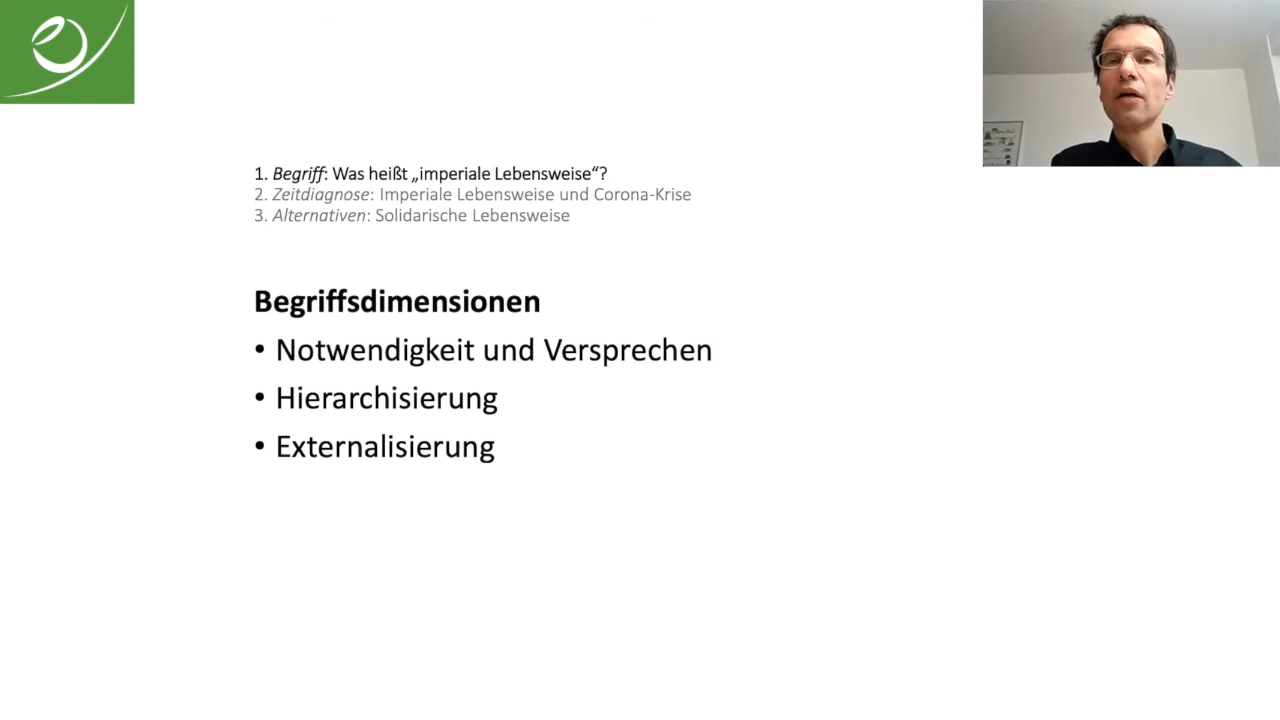 1. Begriff: Was heißt „imperiale Lebensweise“?
2. Zeitdiagnose: Imperiale Lebensweise und Corona-Krise
3. Alternativen: Solidarische Lebensweise
Begriffsdimensionen
• Notwendigkeit und Versprechen
• Hierarchisierung
• Externalisierung